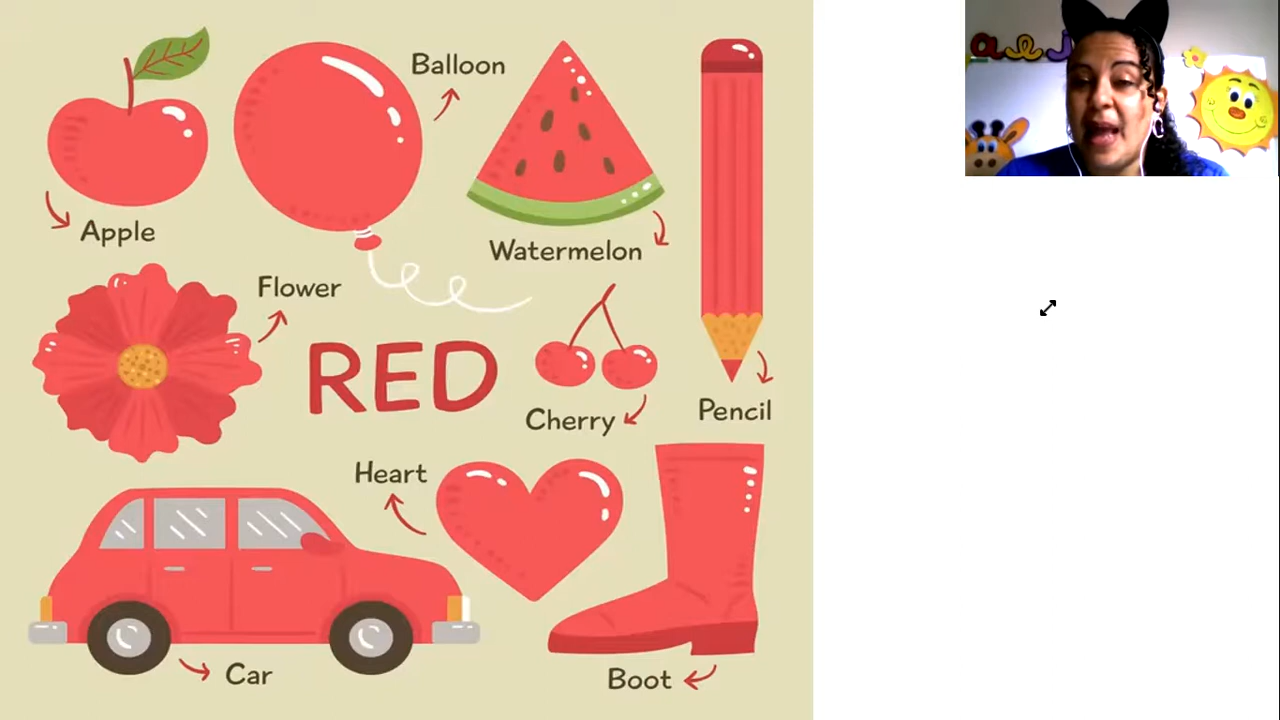 Balloon
Apple
Watermelon
Flower
RED
Cherry
Pencil
Heart
Car
Boot